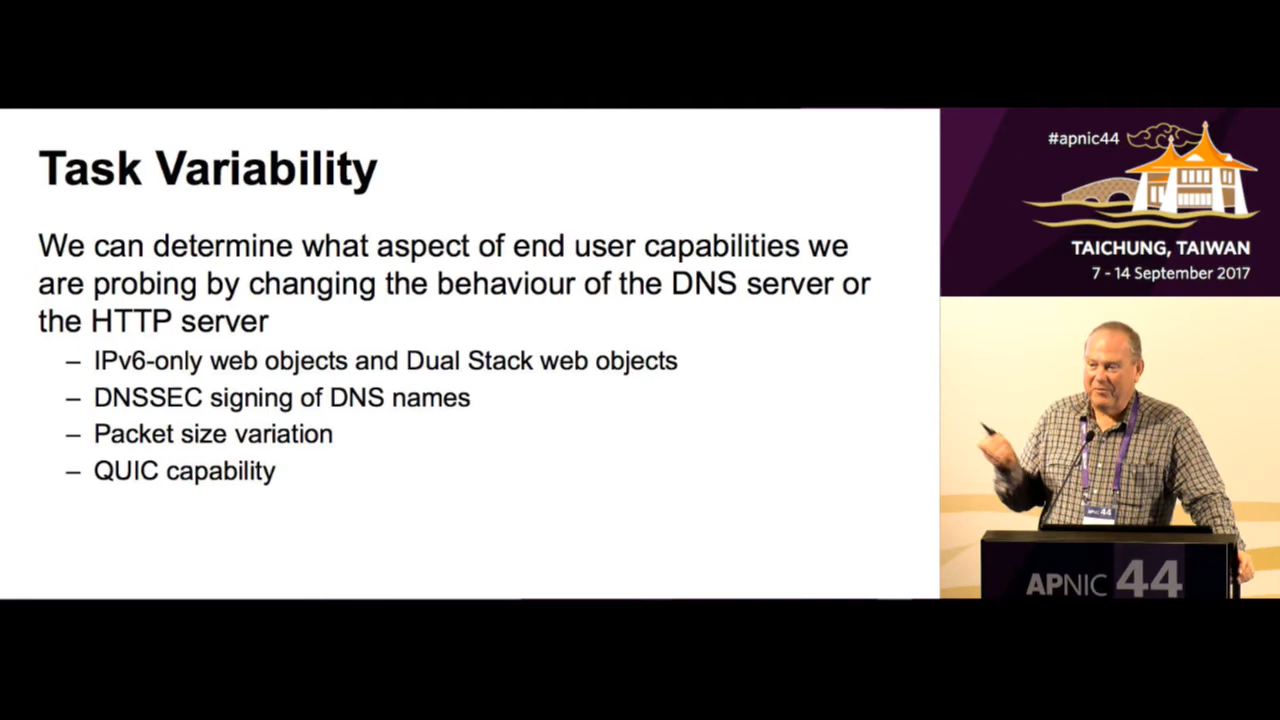 Task Variability
We can determine what aspect of end user capabilities we
are probing by changing the behaviour of the DNS server or
the HTTP server
– IPv6-only web objects and Dual Stack web objects
– DNSSEC signing of DNS names
– Packet size variation
– QUIC capability
#apnic44
TAICHUNG, TAIWAN
7 - 14 September 2017
APNIC 44
APNIC 44